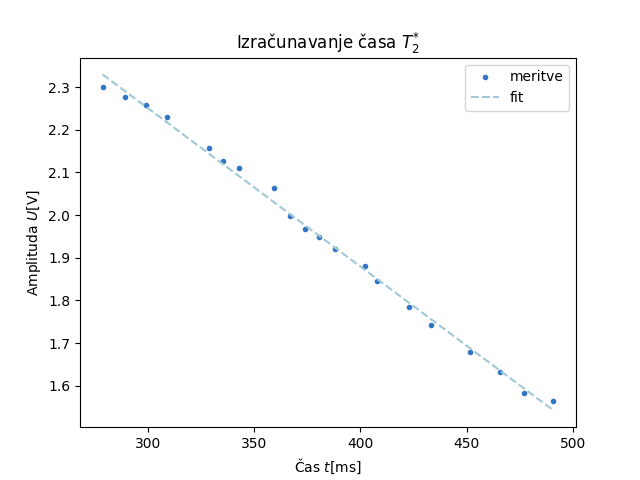 Izračunavanje časa $T_2^*$
meritve
fit
Amplituda $U$[V]
2.3
2.2
2.1
2.0
1.9
1.8
1.7
1.6
300
350
400
450
500
Čas $t$[ms]